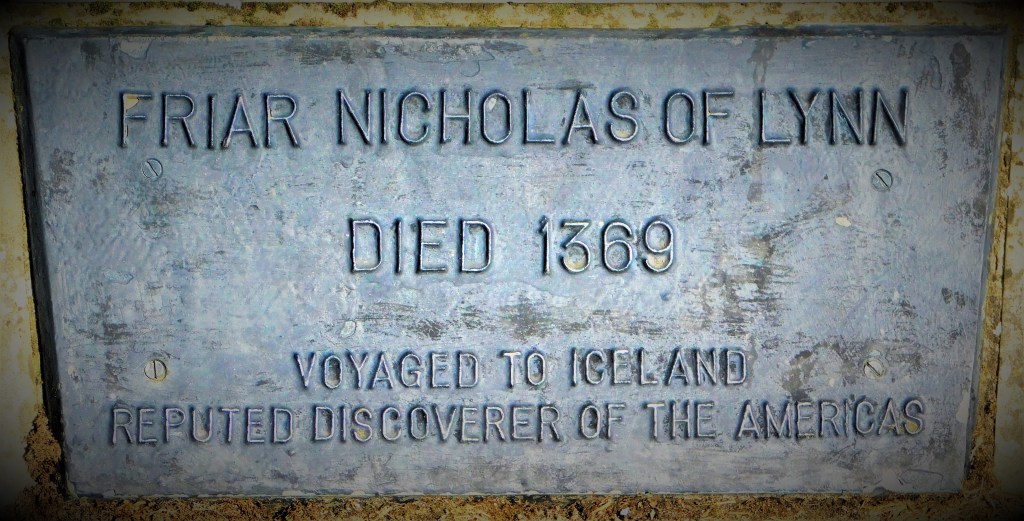 FRIAR NICHOLAS OF LYNN
DIED 1369
VOYAGED TO ICELAND
REPUTED DISCOVERER OF THE AMERICAS